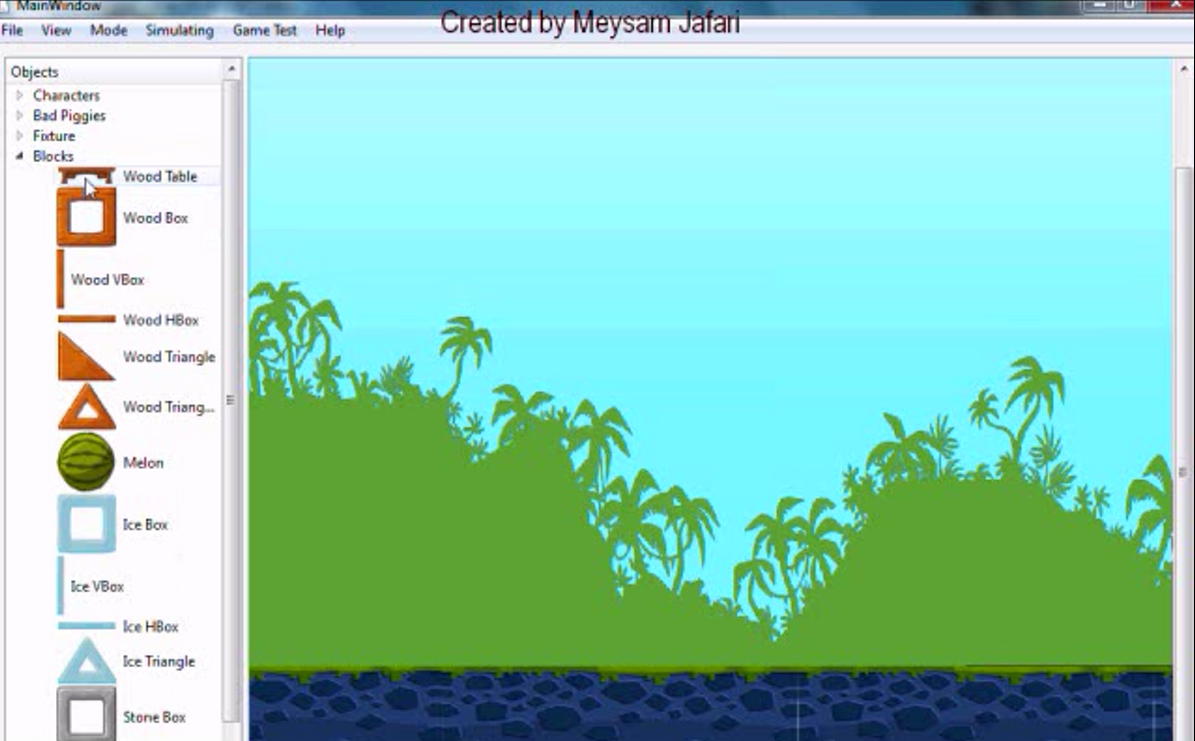 MainWindow
Created by Meysam Jafari
File View Mode Simulating Game Test Help
Objects
Characters
Bad Piggies
Fixture
Blocks
Wood Table
Wood Box
Wood VBox
Wood HBox
Wood Triangle
Wood Triang...
Melon
Ice Box
Ice VBox
Ice HBox
Ice Triangle
Stone Box